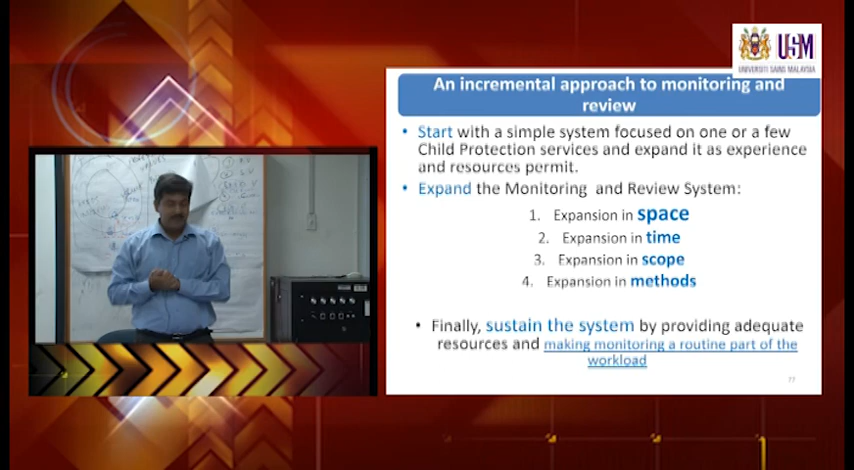 USM
UNIVERSITI SAINS MALAYSIA
An incremental approach to monitoring and
review
• Start with a simple system focused on one or a few
Child Protection services and expand it as experience
and resources permit.
• Expand the Monitoring and Review System:
1. Expansion in space
2. Expansion in time
3. Expansion in scope
4. Expansion in methods
• Finally, sustain the system by providing adequate
resources and making monitoring a routine part of the
workload
77